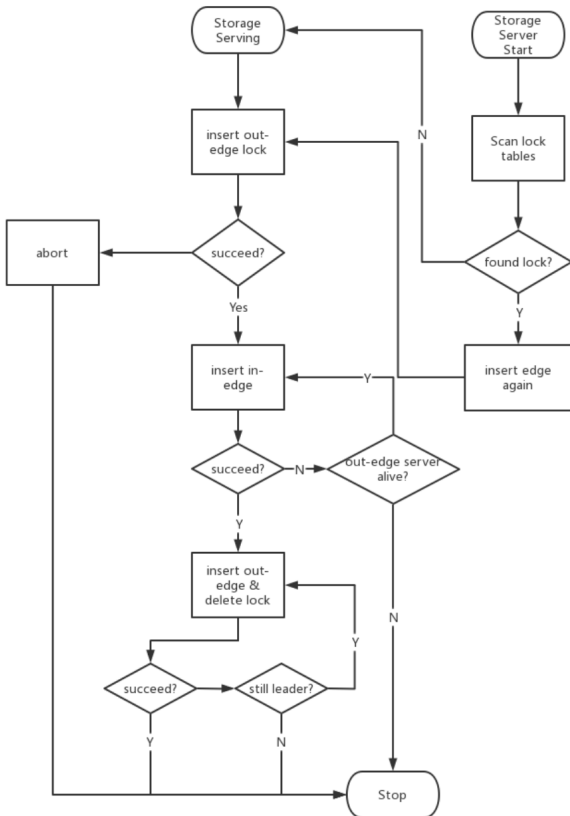 Storage
Serving
Storage
Server
Start
insert out-
edge lock
N
Scan lock
tables
abort
succeed?
found lock?
Yes
Y
insert in-
edge
Y
insert edge
again
succeed?
N
out-edge server
alive?
Y
insert out-
edge &
delete lock
N
Y
succeed?
still leader?
Y
N
Stop